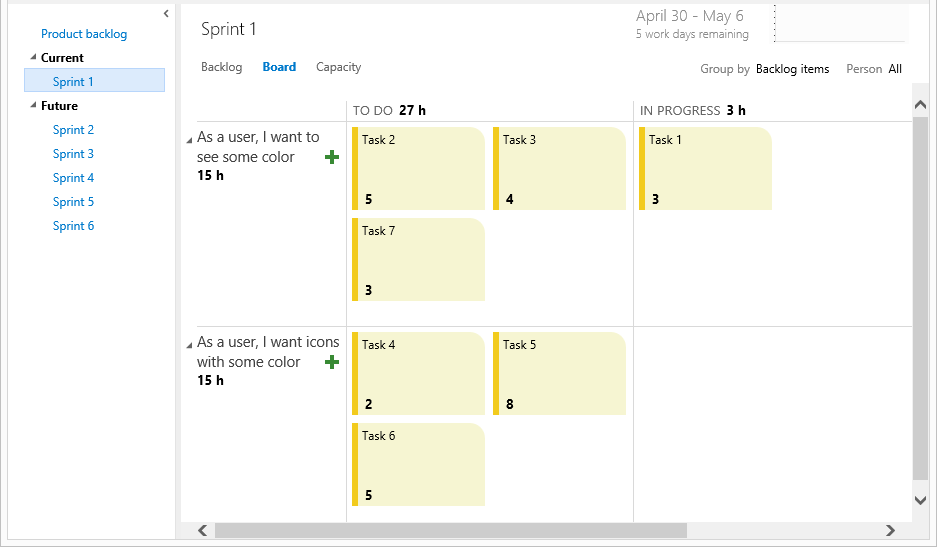 Product backlog
Current
Sprint 1
Future
Sprint 2
Sprint 3
Sprint 4
Sprint 5
Sprint 6
Sprint 1
April 30 - May 6
5 work days remaining
Backlog Board Capacity
Group by Backlog items Person All
TO DO 27 h
IN PROGRESS 3 h
As a user, I want to
see some color
15 h
Task 2
5
Task 3
4
Task 1
3
Task 7
3
As a user, I want icons
with some color
15 h
Task 4
2
Task 5
8
Task 6
5